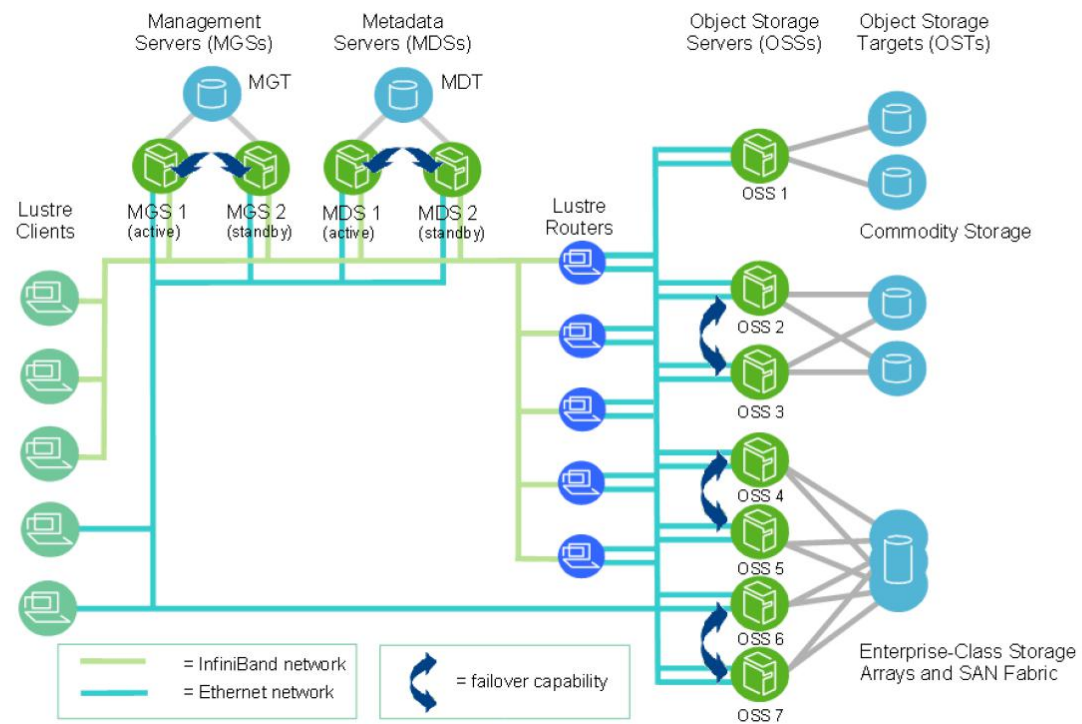 Management
Servers (MGSs)
Metadata
Servers (MDSs)
Object Storage
Servers (OSSs)
Object Storage
Targets (OSTs)
MGT
MDT
OSS 1
Lustre
Clients
MGS 1
(active)
MGS 2
(standby)
MDS 1
(active)
MDS 2
(standby)
Lustre
Routers
Commodity Storage
OSS 2
OSS 3
OSS 4
OSS 5
OSS 6
Enterprise-Class Storage
Arrays and SAN Fabric
OSS 7
= InfiniBand network
= Ethernet network
= failover capability